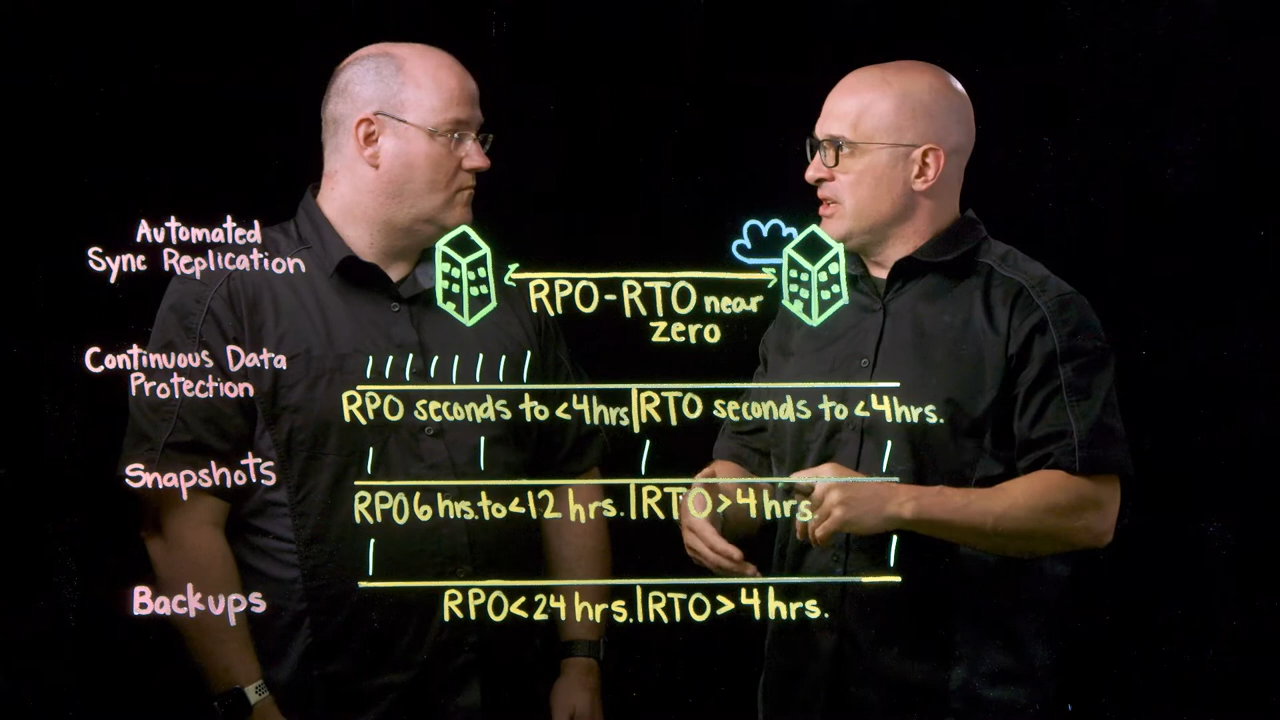 Automated
Sync Replication
RPO-RTO near
zero
Continuous Data
Protection
RPO seconds to <4hrs|RTO seconds to <4hrs.
Snapshots
RPO 6 hrs. to <12 hrs.|RTO >4 hrs.
Backups
RPO <24 hrs.|RTO >4 hrs.